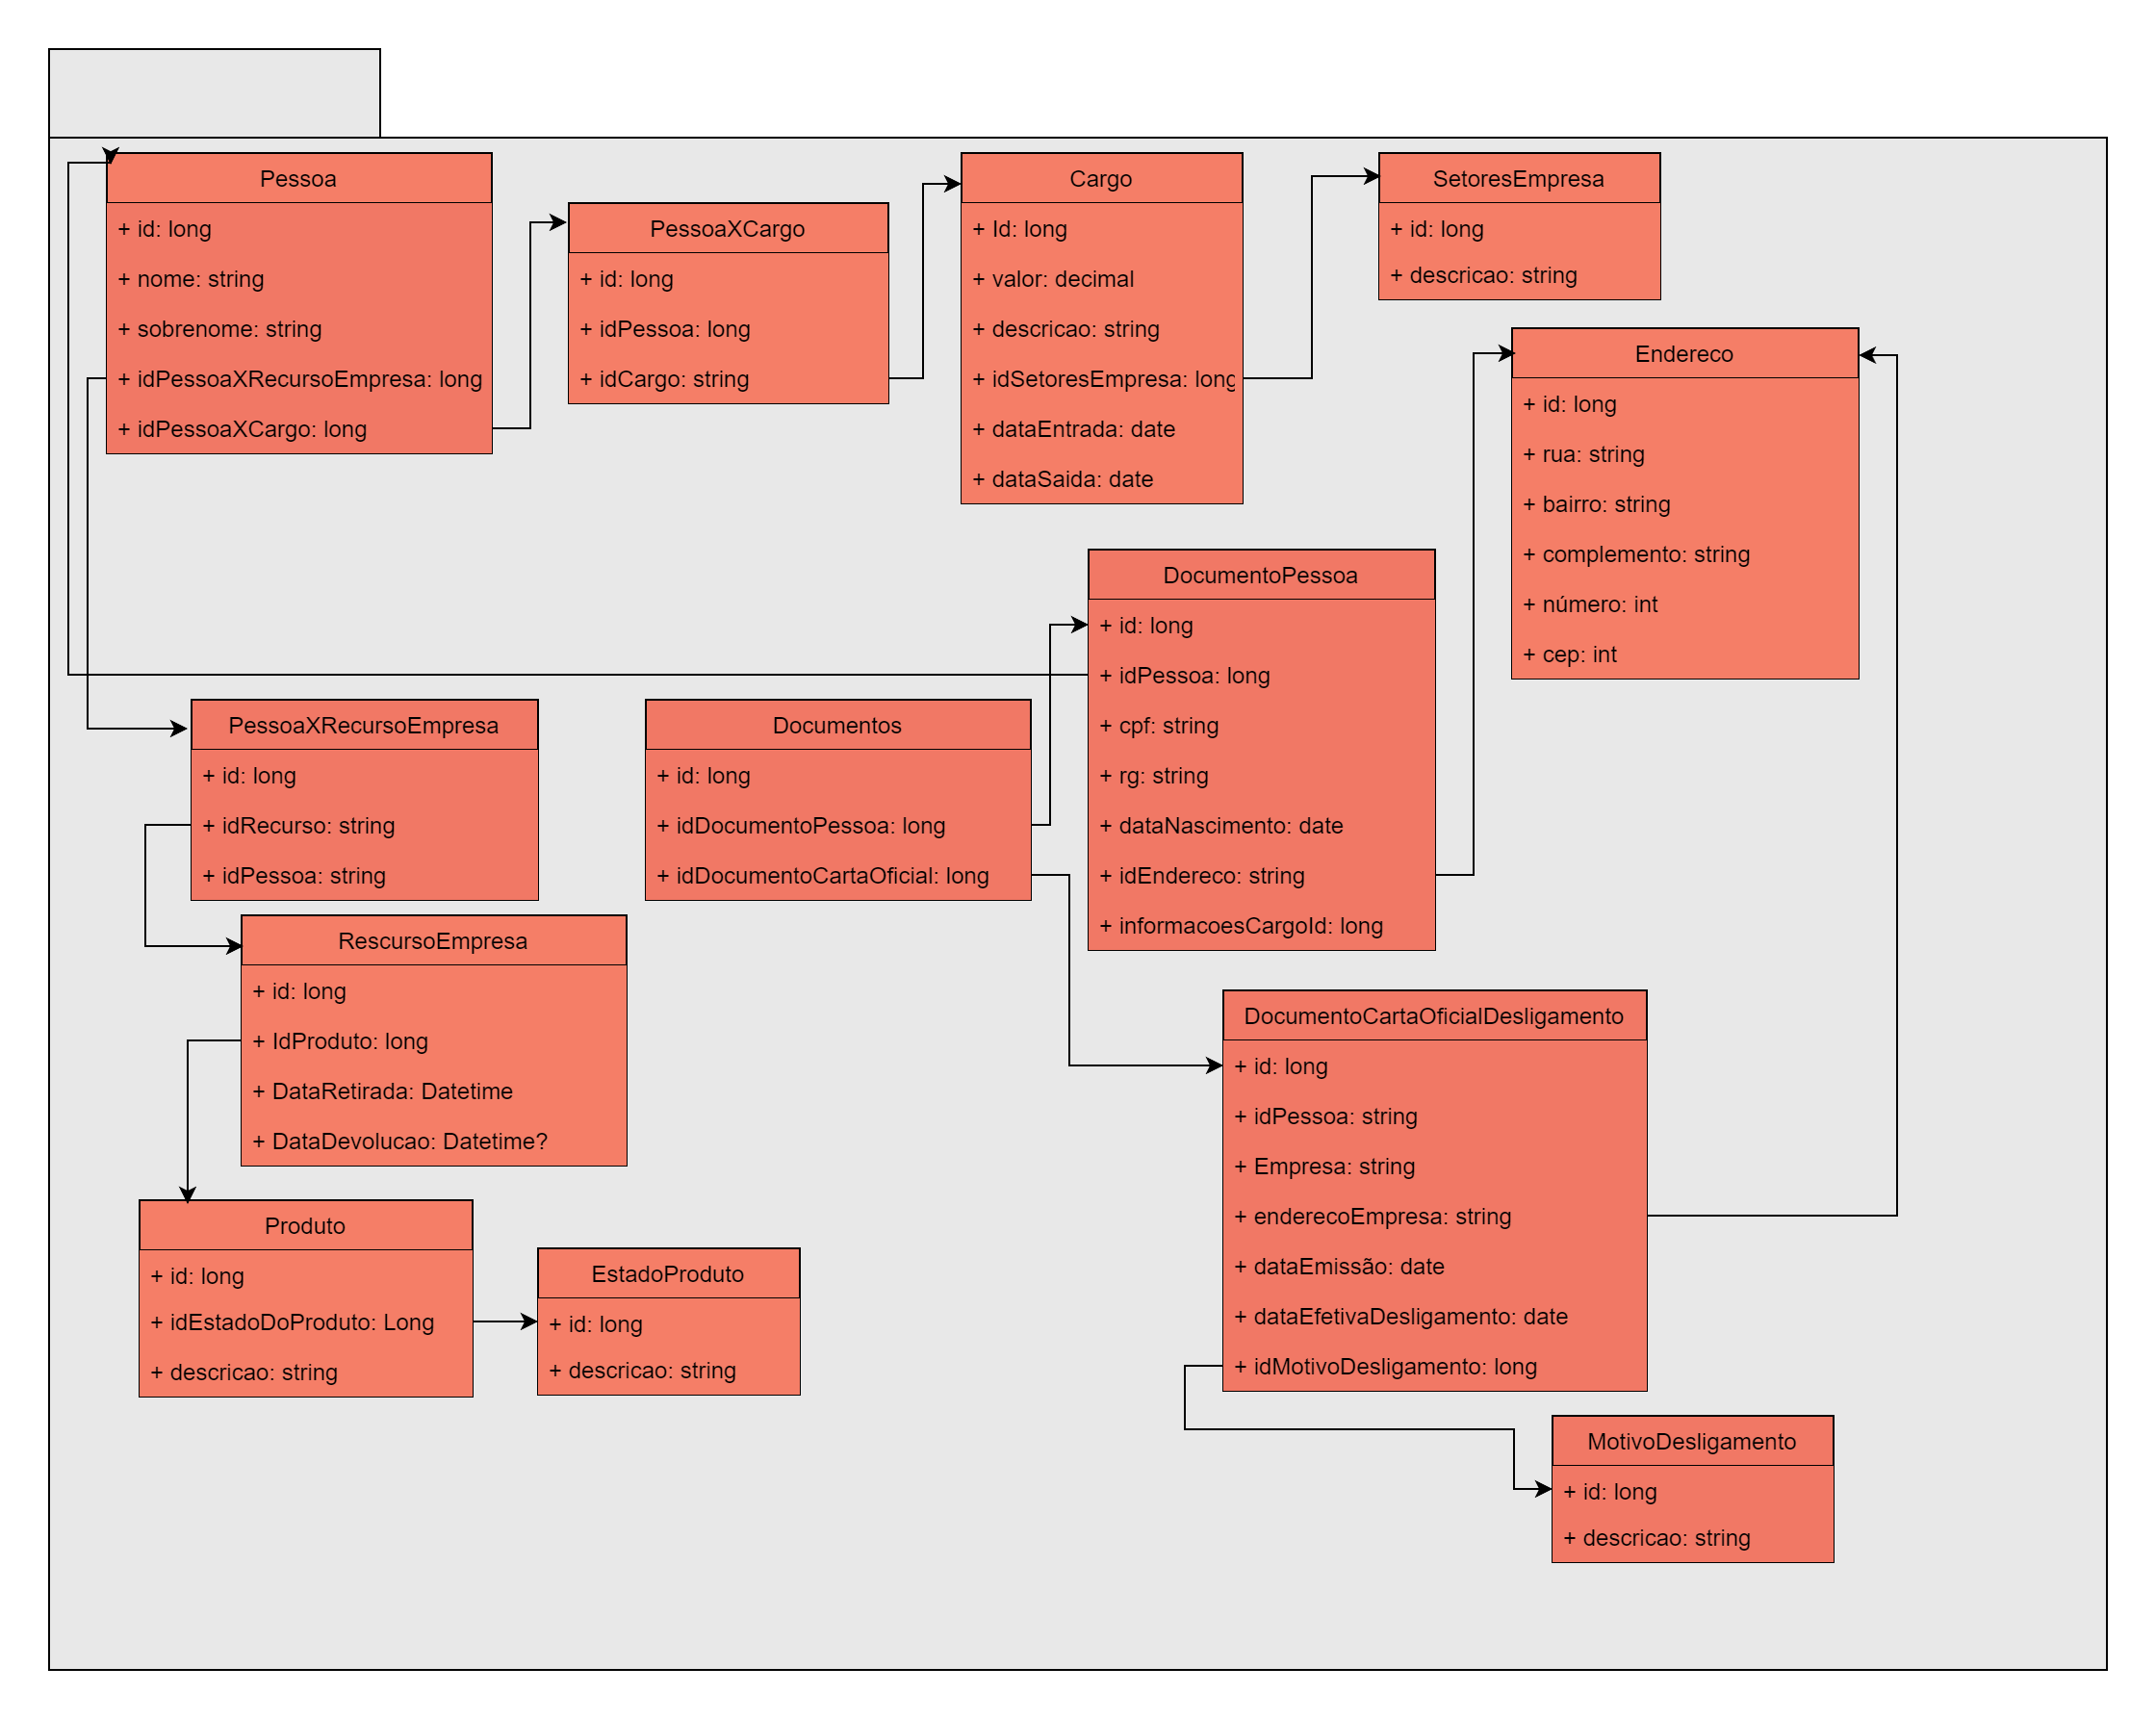 Pessoa
+ id: long
+ nome: string
+ sobrenome: string
+ idPessoaXRecursoEmpresa: long
+ idPessoaXCargo: long
PessoaXCargo
+ id: long
+ idPessoa: long
+ idCargo: string
Cargo
+ Id: long
+ valor: decimal
+ descricao: string
+ idSetoresEmpresa: long
+ dataEntrada: date
+ dataSaida: date
SetoresEmpresa
+ id: long
+ descricao: string
Endereco
+ id: long
+ rua: string
+ bairro: string
+ complemento: string
+ número: int
+ cep: int
DocumentoPessoa
+ id: long
+ idPessoa: long
+ cpf: string
+ rg: string
+ dataNascimento: date
+ idEndereco: string
+ informacoesCargoId: long
PessoaXRecursoEmpresa
+ id: long
+ idRecurso: string
+ idPessoa: string
Documentos
+ id: long
+ idDocumentoPessoa: long
+ idDocumentoCartaOficial: long
RescursoEmpresa
+ id: long
+ IdProduto: long
+ DataRetirada: Datetime
+ DataDevolucao: Datetime?
DocumentoCartaOficialDesligamento
+ id: long
+ idPessoa: string
+ Empresa: string
+ enderecoEmpresa: string
+ dataEmissão: date
+ dataEfetivaDesligamento: date
+ idMotivoDesligamento: long
Produto
+ id: long
+ idEstadoDoProduto: Long
+ descricao: string
EstadoProduto
+ id: long
+ descricao: string
MotivoDesligamento
+ id: long
+ descricao: string